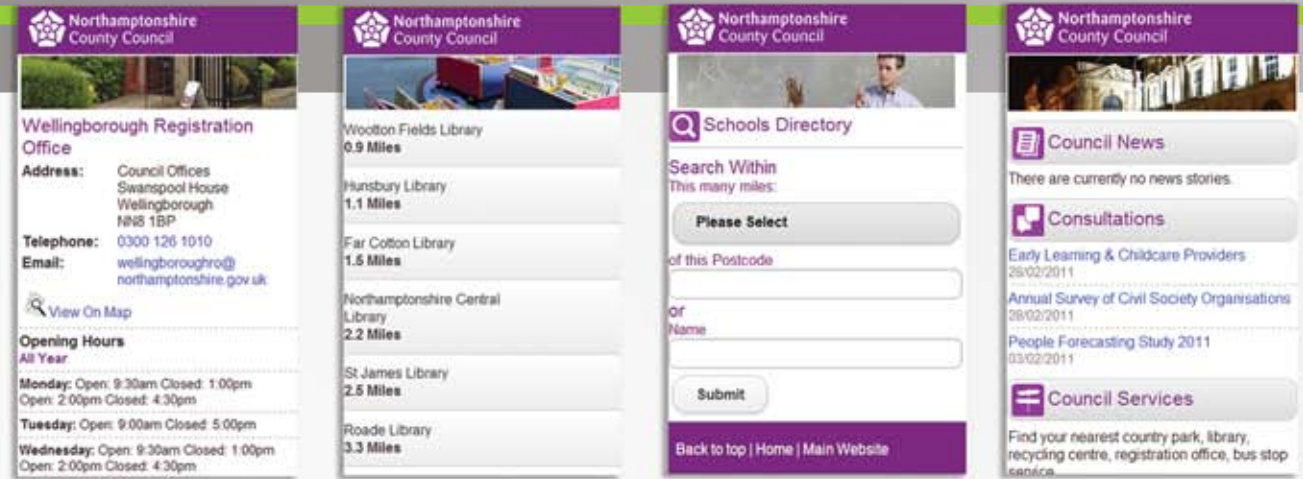 Northamptonshire
County Council
Wellingborough Registration
Office
Address: Council Offices
Swanspool House
Wellingborough
NN8 1BP
Telephone: 0300 126 1010
Email: wellingboroughro@
northamptonshire.gov.uk
View On Map
Opening Hours
All Year
Monday: Open: 9:30am Closed: 1:00pm
Open: 2:00pm Closed: 4:30pm
Tuesday: Open: 9:00am Closed: 5:00pm
Wednesday: Open: 9:30am Closed: 1:00pm
Open: 2:00pm Closed: 4:30pm
Northamptonshire
County Council
Wootton Fields Library
0.9 Miles
Hunsbury Library
1.1 Miles
Far Cotton Library
1.5 Miles
Northamptonshire Central
Library
2.2 Miles
St James Library
2.5 Miles
Roade Library
3.3 Miles
Northamptonshire
County Council
Schools Directory
Search Within
This many miles:
Please Select
of this Postcode
or
Name
Submit
Back to top | Home | Main Website
Northamptonshire
County Council
Council News
There are currently no news stories.
Consultations
Early Learning & Childcare Providers
28/02/2011
Annual Survey of Civil Society Organisations
28/02/2011
People Forecasting Study 2011
03/02/2011
Council Services
Find your nearest country park, library,
recycling centre, registration office, bus stop
service